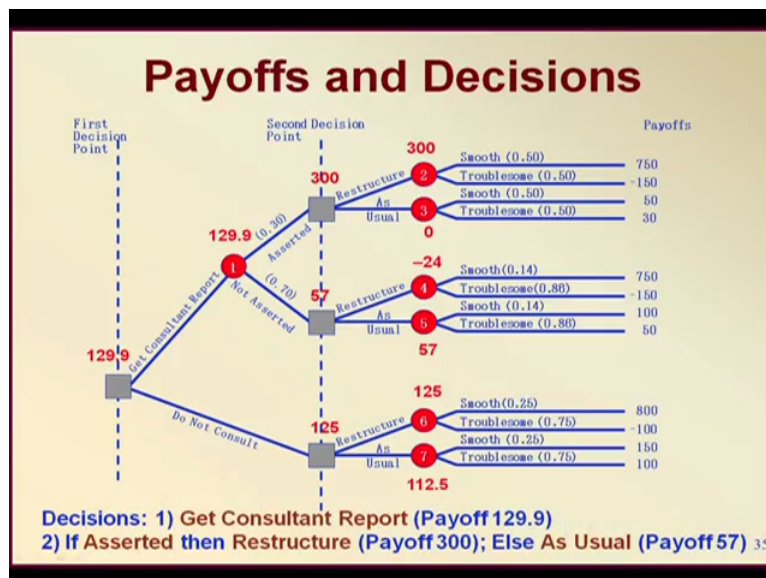 Payoffs and Decisions
First
Decision
Point
Second Decision
Point
Payoffs
300
Smooth (0.50)
750
300
Restructure
2
Troublesome (0.50)
-150
As
Usual
3
Smooth (0.50)
50
Troublesome (0.50)
30
0
129.9
(0.30)
Asserted
1
(0.70)
Not Asserted
-24
57
Restructure
4
Smooth(0.14)
750
Troublesome(0.86)
-150
As
Usual
5
Smooth (0.14)
100
Troublesome (0.86)
50
57
129.9
Get Consultant Report
Do Not Consult
125
125
Restructure
6
Smooth(0.25)
800
Troublesome (0.75)
-100
As
Usual
7
Smooth (0.25)
150
Troublesome (0.75)
100
112.5
Decisions: 1) Get Consultant Report (Payoff 129.9)
2) If Asserted then Restructure (Payoff 300); Else As Usual (Payoff 57)